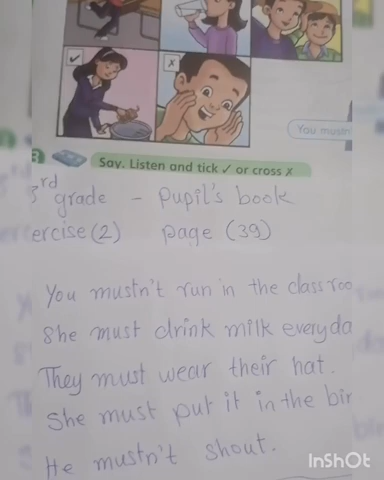 You mustn
Say. Listen and tick ✓ or cross ✗
3rd grade - pupil's book
ercise (2) page (39)
You mustn't run in the classroo
She must drink milk everyda
They must wear their hat.
She must put it in the bin
He mustn't shout.
InShOt